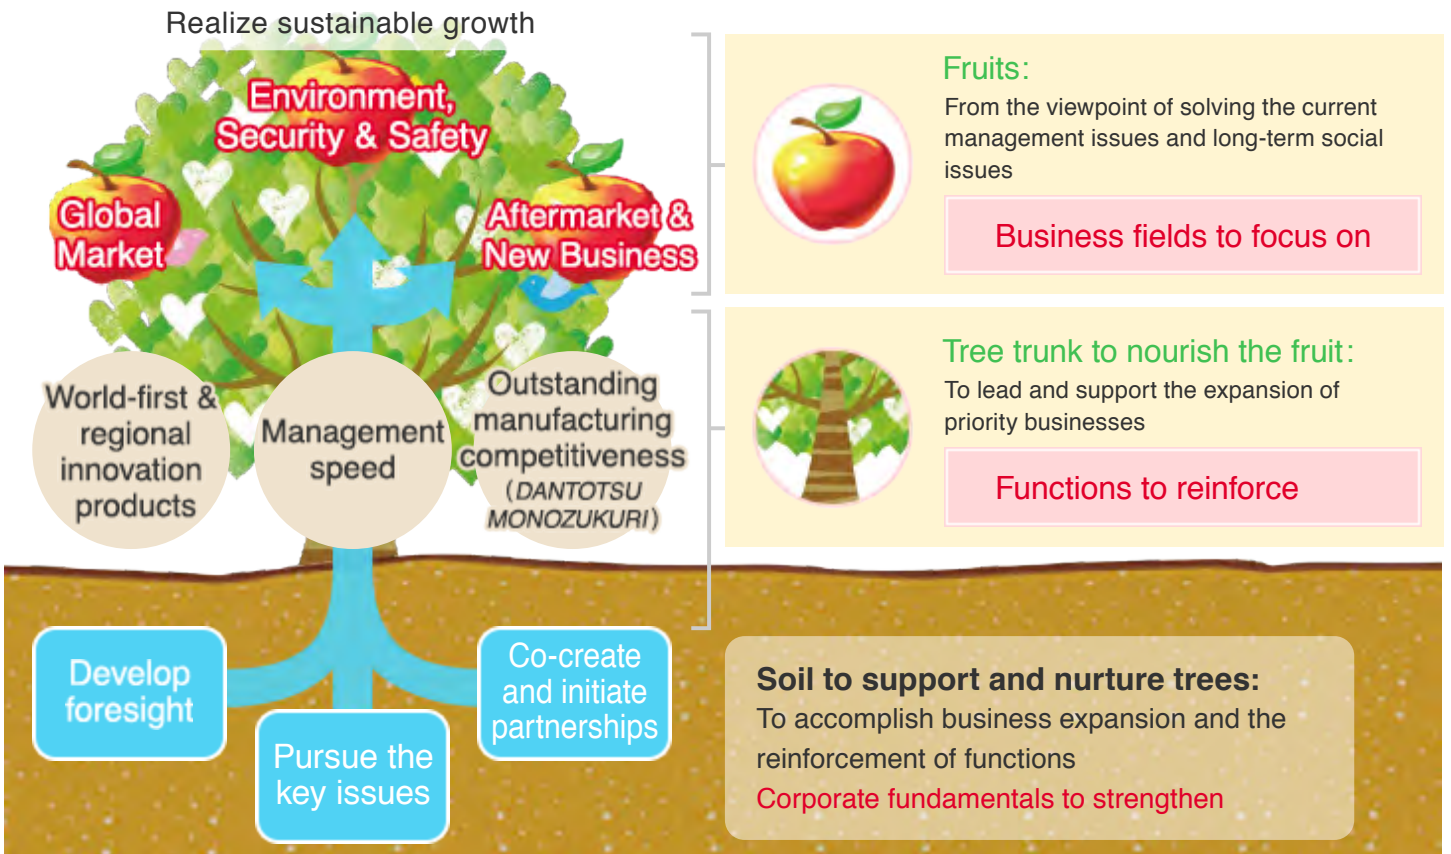 Realize sustainable growth
Environment,
Security & Safety
Global
Market
Aftermarket &
New Business
World-first &
regional
innovation
products
Management
speed
Outstanding
manufacturing
competitiveness
(DANTOTSU
MONOZUKURI)
Develop
foresight
Pursue the
key issues
Co-create
and initiate
partnerships
Fruits:
From the viewpoint of solving the current
management issues and long-term social
issues
Business fields to focus on
Tree trunk to nourish the fruit:
To lead and support the expansion of
priority businesses
Functions to reinforce
Soil to support and nurture trees:
To accomplish business expansion and the
reinforcement of functions
Corporate fundamentals to strengthen